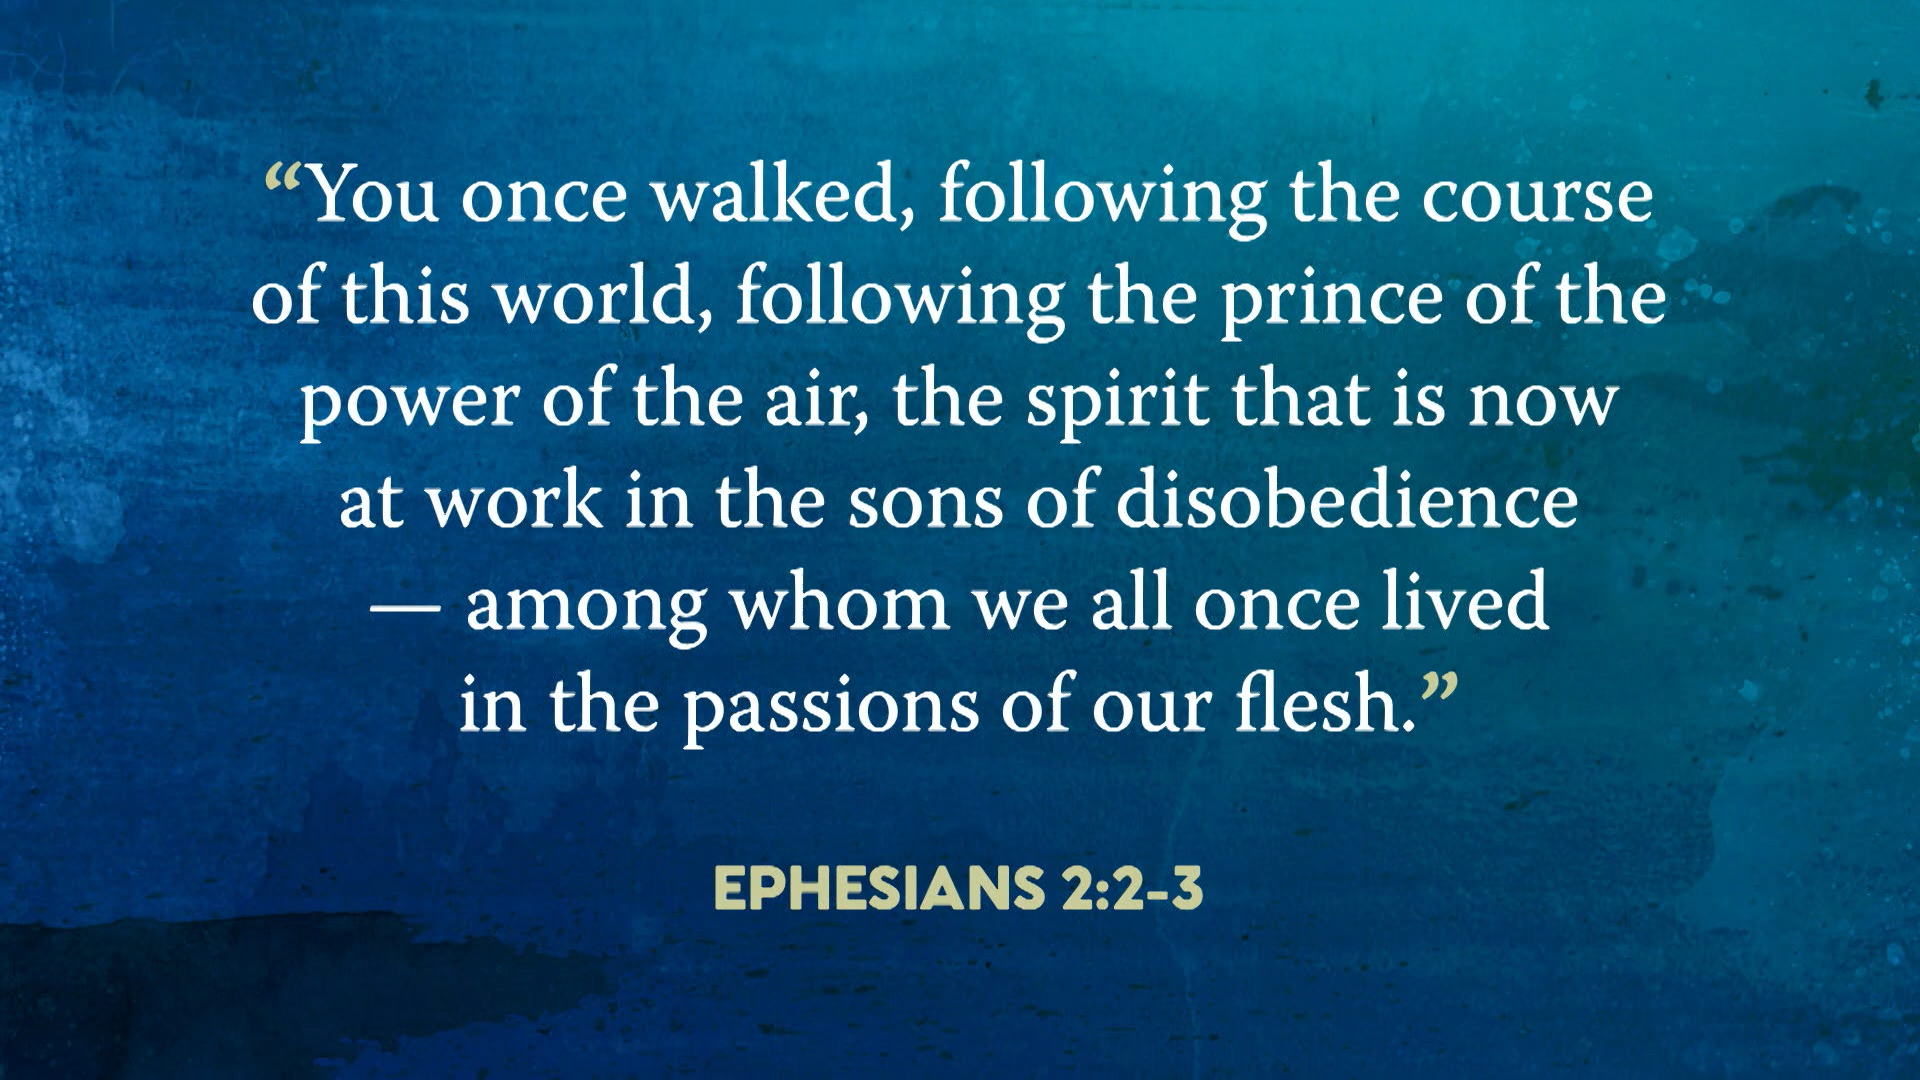 “You once walked, following the course
of this world, following the prince of the
power of the air, the spirit that is now
at work in the sons of disobedience
— among whom we all once lived
in the passions of our flesh.”
EPHESIANS 2:2-3